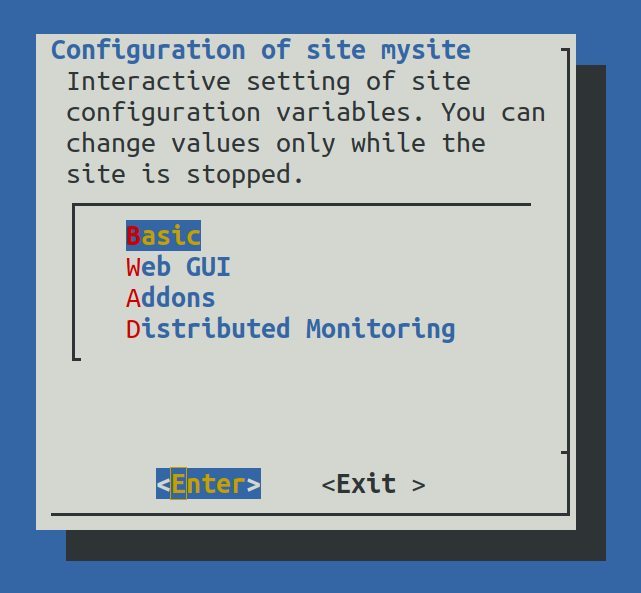 Configuration of site mysite
Interactive setting of site
configuration variables. You can
change values only while the
site is stopped.
Basic
Web GUI
Addons
Distributed Monitoring
<Enter> <Exit >